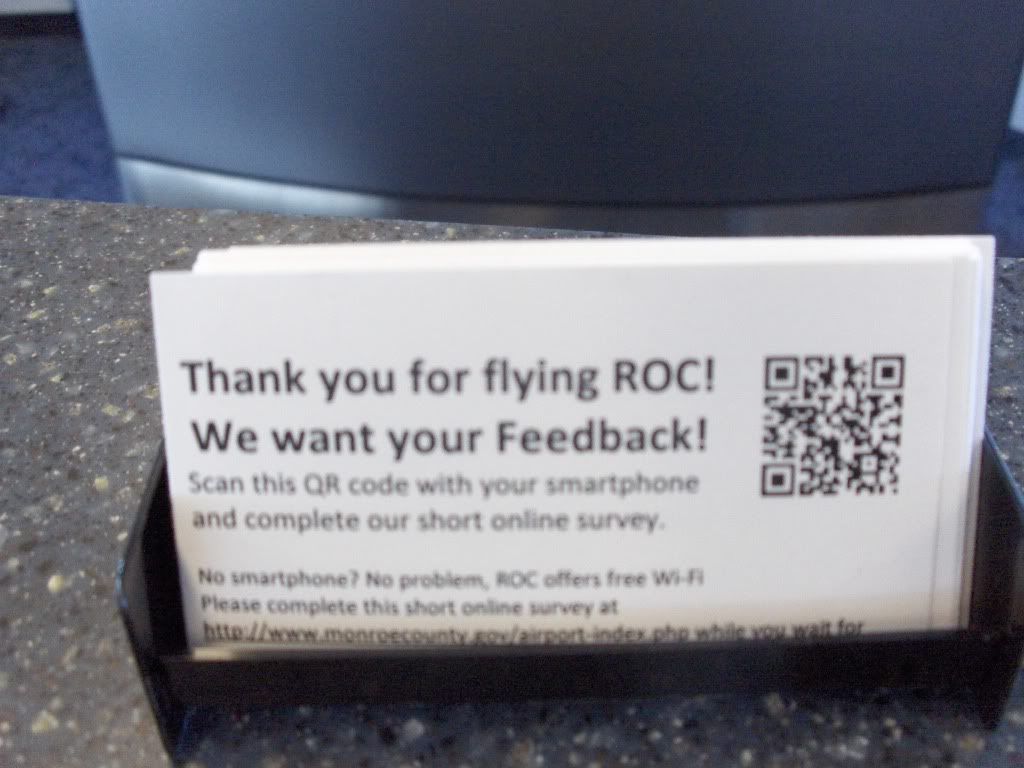 Thank you for flying ROC!
We want your Feedback!
Scan this QR code with your smartphone
and complete our short online survey.
No smartphone? No problem, ROC offers free Wi-Fi
Please complete this short online survey at
http://www.monroecounty.gov/airport-index.php while you wait for